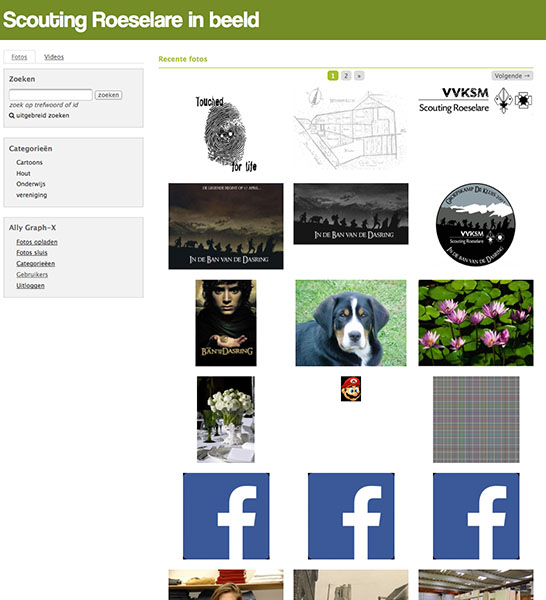 Scouting Roeselare in beeld
Fotos Videos
Zoeken
zoeken
zoek op trefwoord of id
uitgebreid zoeken
Categorieën
Cartoons
Hout
Onderwijs
vereniging
Ally Graph-X
Fotos opladen
Fotos sluis
Categorieën
Gebruikers
Uitloggen
Recente fotos
1 2 » Volgende →
Touched
for life
VVKSM
Scouting Roeselare
DE LEGENDE BEGINT OP 17 APRIL...
IN DE BAN VAN DE DASRING
IN DE BAN VAN DE DASRING
GROEPSKAMP DE KLUIS
VVKSM
Scouting Roeselare
IN DE BAN VAN DE DASRING
BAN VAN DE DASRING
f
f
f